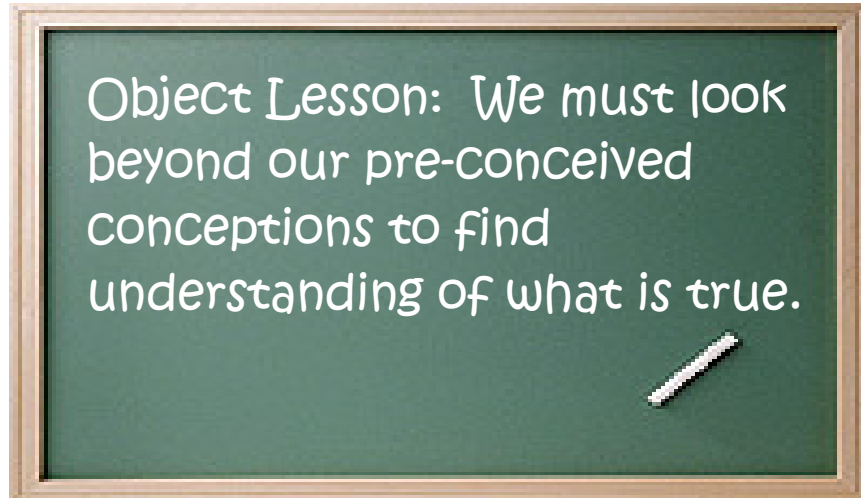 Object Lesson:  We must look
beyond our pre-conceived
conceptions to find
understanding of what is true.